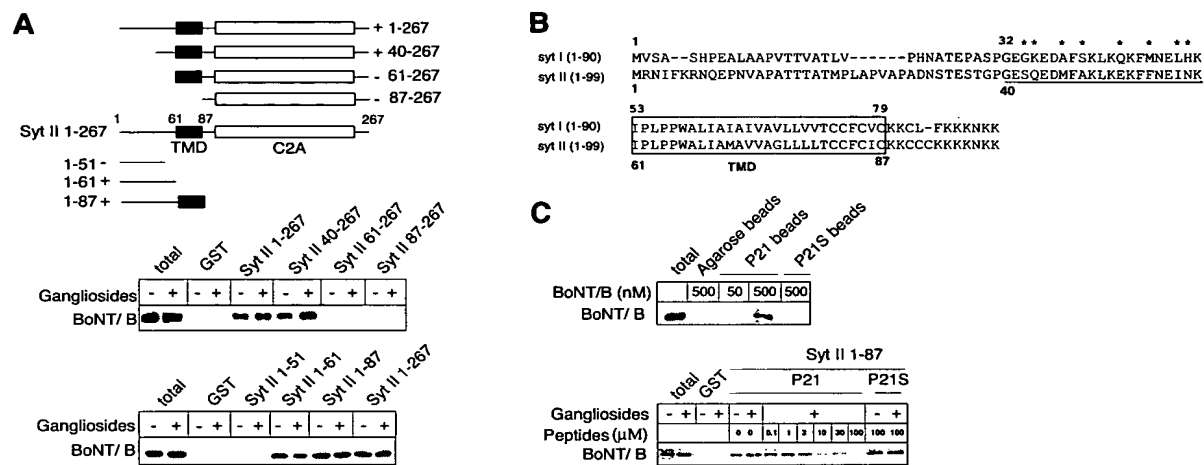 A
+ 1-267
+ 40-267
- 61-267
- 87-267
1 61 87 267
Syt II 1-267
TMD C2A
1-51 -
1-61 +
1-87 +
total GST Syt II 1-267 Syt II 40-267 Syt II 61-267 Syt II 87-267
Gangliosides - + - + - + - + - + - +
BoNT/ B
total GST Syt II 1-51 Syt II 1-61 Syt II 1-87 Syt II 1-267
Gangliosides - + - + - + - + - + - +
BoNT/ B
B
1 32 * * * * * * * *
syt I (1-90) MVSA--SHPEALAAPVTTVATLV------PHNATEPASPGEGKEDAFSKLKQKFMNELHK
syt II (1-99) MRNIFKRNQEPNVAPATTTATMPLAPVAPADNSTESTGPGESQEDMFAKLKEKFFNEINK
1 40
53 79
syt I (1-90) IPLPPWALIAIAIVAVLLVVTCCFCVCKKCL-FKKKNKK
syt II (1-99) IPLPPWALIAMAVVAGLLLLTCCFCICKKCCCKKKKNKK
61 TMD 87
C
total Agarose beads P21 beads P21S beads
BoNT/B (nM) 500 50 500 500
BoNT/ B
Syt II 1-87
total GST P21 P21S
Gangliosides - + - + - + + - +
Peptides (μM) 0 0 0.1 1 3 10 30 100 100 100
BoNT/ B